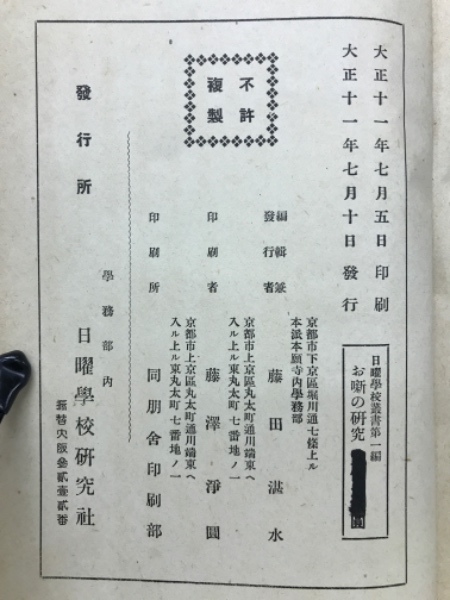 大正十一年七月五日印刷
大正十一年七月十日發行
日曜學校叢書第一編
お噺の研究
不許
複製
京都市下京區堀川通七條上ル
本派本願寺内學務部
編輯兼
發行者 藤田湛水
京都市上京區丸太町通川端東へ
入ル上ル東丸太町七番地ノ一
印刷者 藤澤淨圓
京都市上京區丸太町通川端東へ
入ル上ル東丸太町七番地ノ一
印刷所 同朋舍印刷部
發行所
學務部内
日曜學校研究社
振替大阪參貳壹貳番